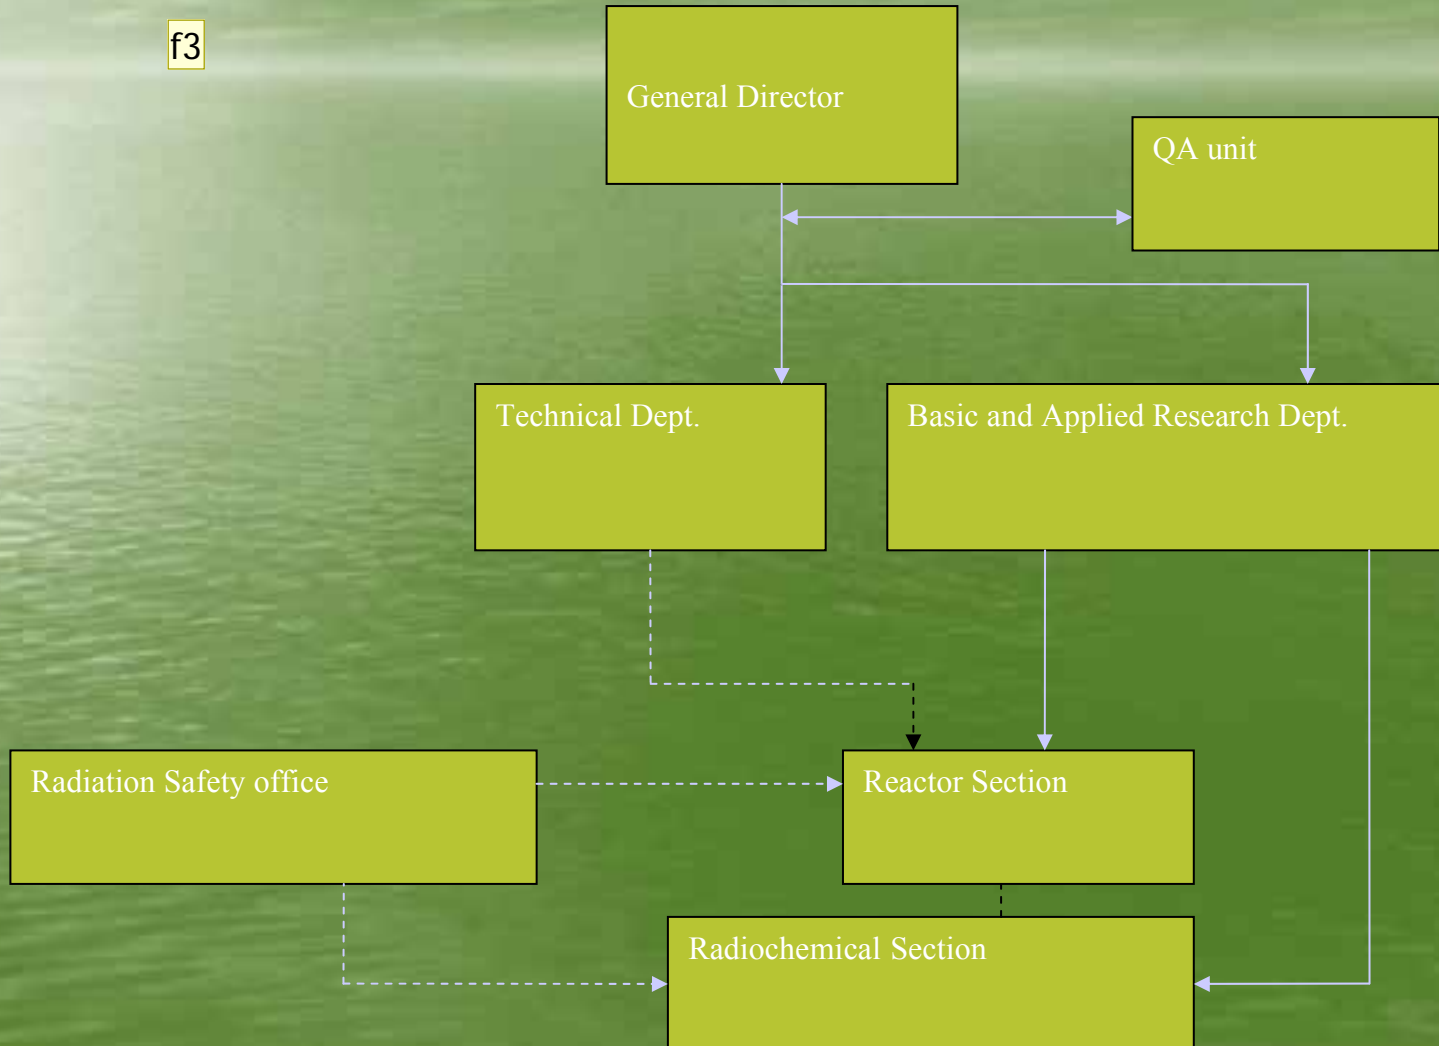 f3
General Director
QA unit
Technical Dept.
Basic and Applied Research Dept.
Radiation Safety office
Reactor Section
Radiochemical Section